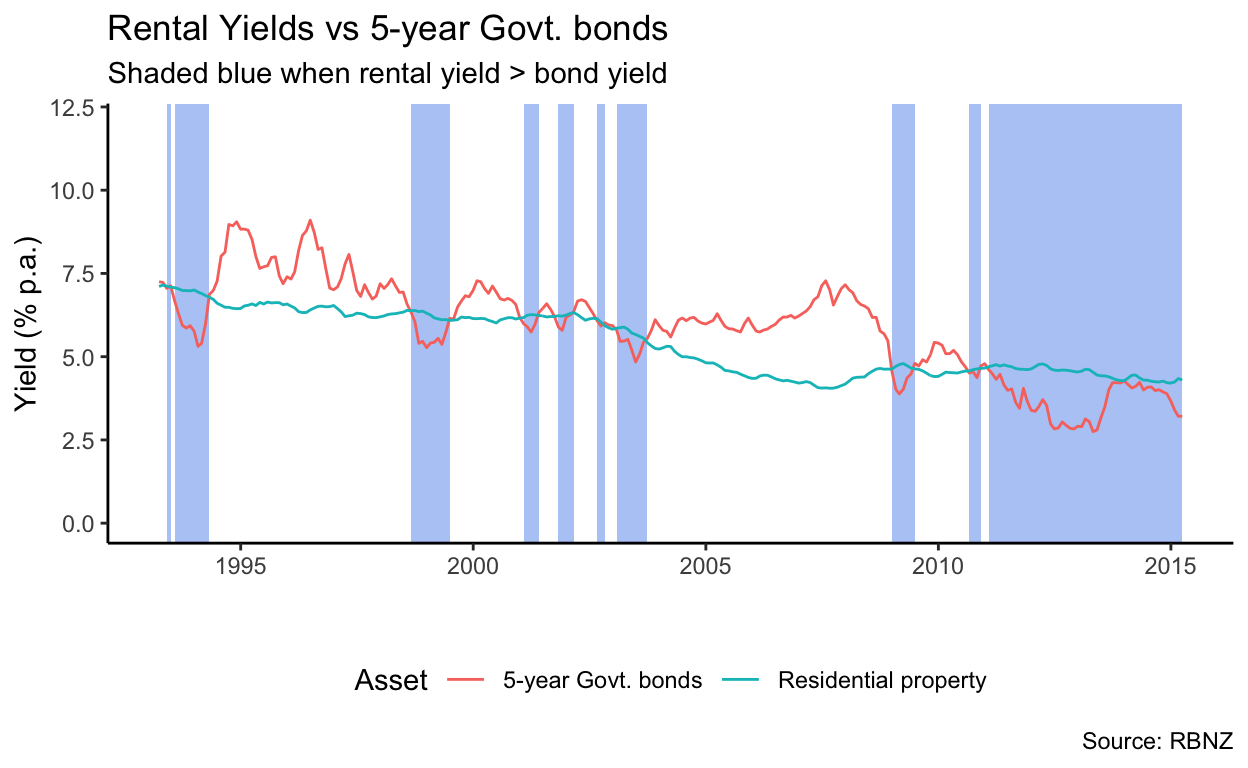 Rental Yields vs 5-year Govt. bonds
Shaded blue when rental yield > bond yield
Yield (% p.a.)
12.5
10.0
7.5
5.0
2.5
0.0
1995 2000 2005 2010 2015
Asset 5-year Govt. bonds Residential property
Source: RBNZ